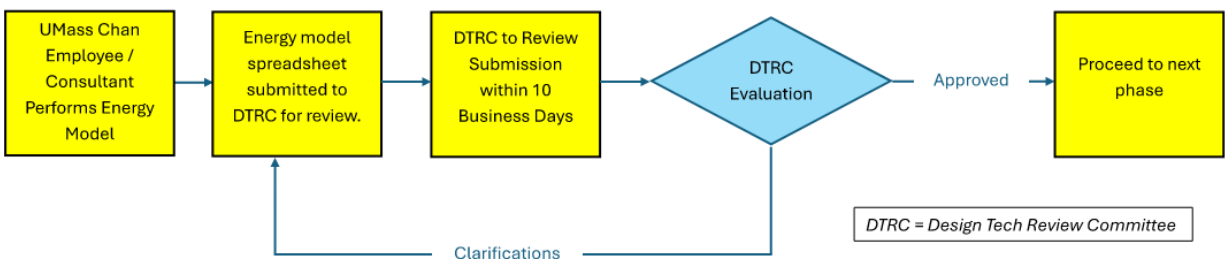 UMass Chan
Employee /
Consultant
Performs Energy
Model
Energy model
spreadsheet
submitted to
DTRC for review.
DTRC to Review
Submission
within 10
Business Days
DTRC
Evaluation
Approved
Proceed to next
phase
Clarifications
DTRC = Design Tech Review Committee